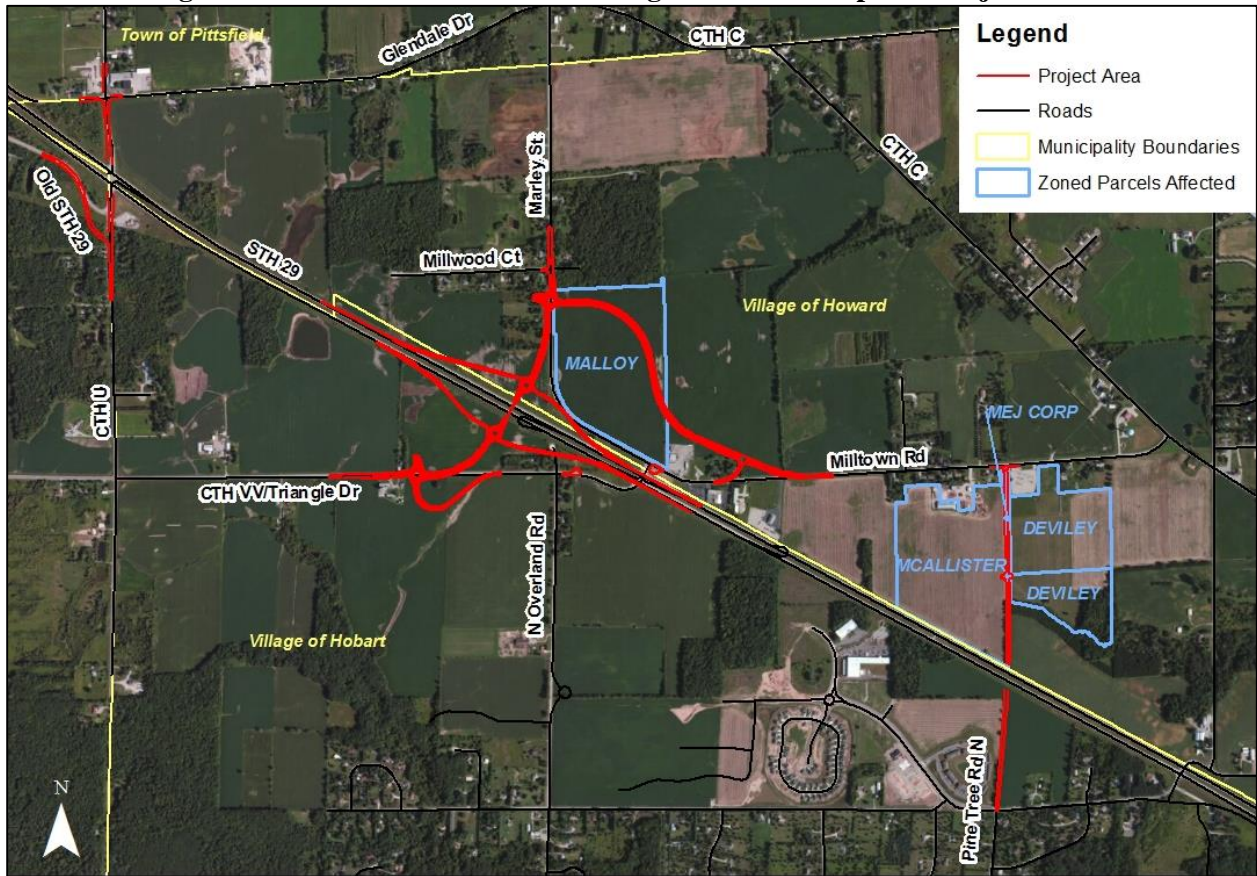 Town of Pittsfield
Glendale Dr
CTH C
Legend
Project Area
Roads
Municipality Boundaries
Zoned Parcels Affected
CTH C
Marley St.
Old STH 29
STH 29
Millwood Ct
Village of Howard
MALLOY
CTH U
MEJ CORP
Milltown Rd
CTH VV/Triangle Dr
DEVILEY
MCALLISTER
DEVILEY
N Overland Rd
Village of Hobart
Pine Tree Rd N
N